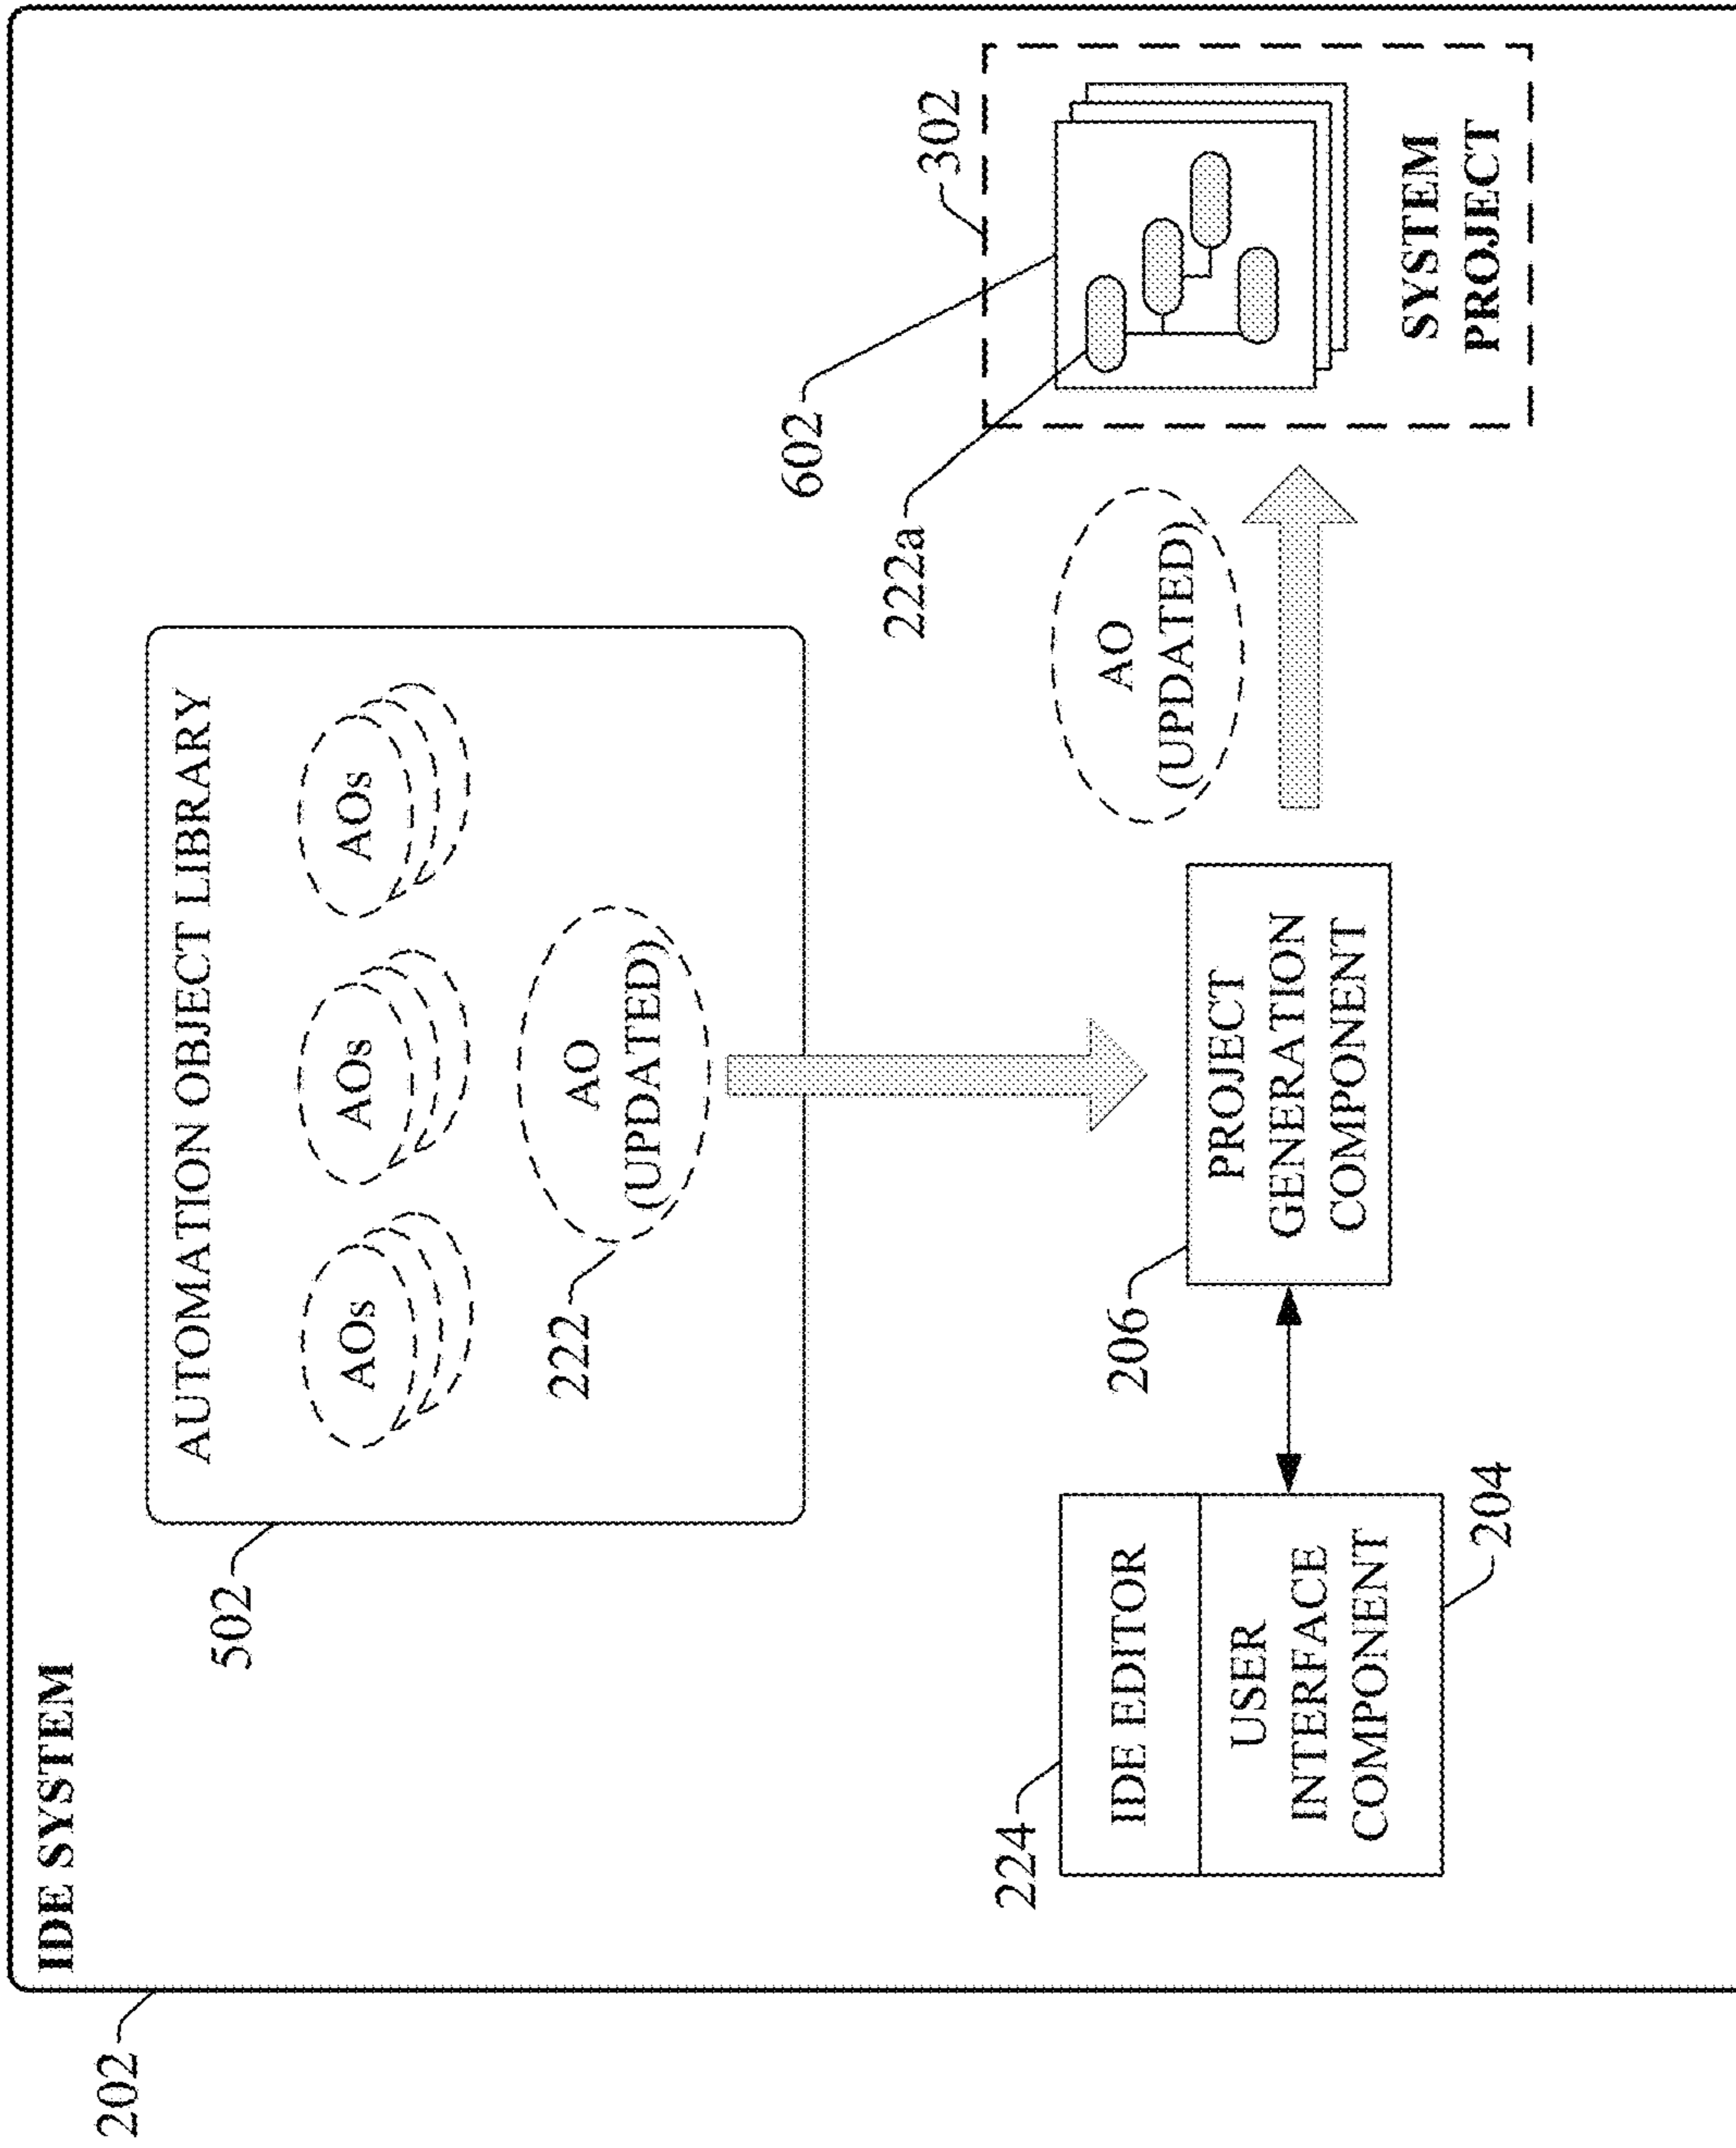 202
IDE SYSTEM
502
AUTOMATION OBJECT LIBRARY
AOs
AOs
AOs
222
AO
(UPDATED)
224
IDE EDITOR
USER
INTERFACE
COMPONENT
204
206
PROJECT
GENERATION
COMPONENT
AO
(UPDATED)
222a
602
302
SYSTEM
PROJECT